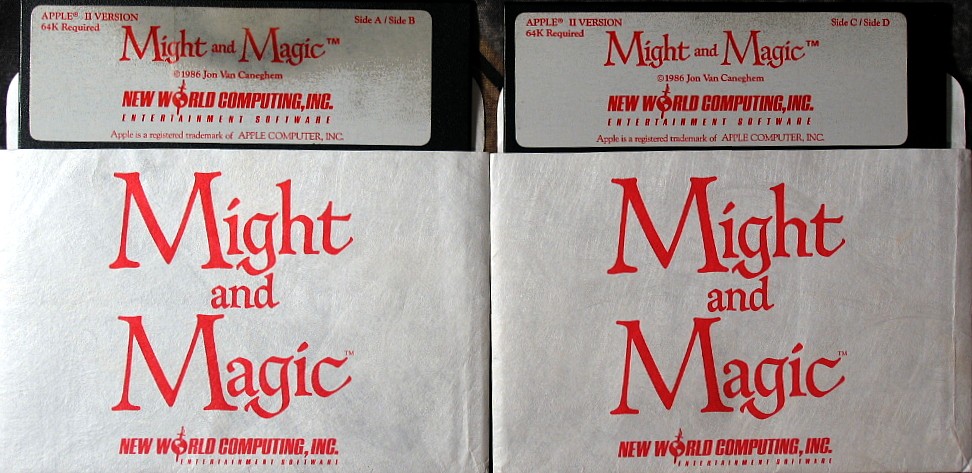 APPLE® II VERSION
64K Required
Side A / Side B
Might and Magic™
©1986 Jon Van Caneghem
NEW WORLD COMPUTING, INC.
ENTERTAINMENT SOFTWARE
Apple is a registered trademark of APPLE COMPUTER, INC.
Might
and
Magic™
NEW WORLD COMPUTING, INC.
ENTERTAINMENT SOFTWARE
APPLE® II VERSION
64K Required
Side C / Side D
Might and Magic™
©1986 Jon Van Caneghem
NEW WORLD COMPUTING, INC.
ENTERTAINMENT SOFTWARE
Apple is a registered trademark of APPLE COMPUTER, INC.
Might
and
Magic™
NEW WORLD COMPUTING, INC.
ENTERTAINMENT SOFTWARE